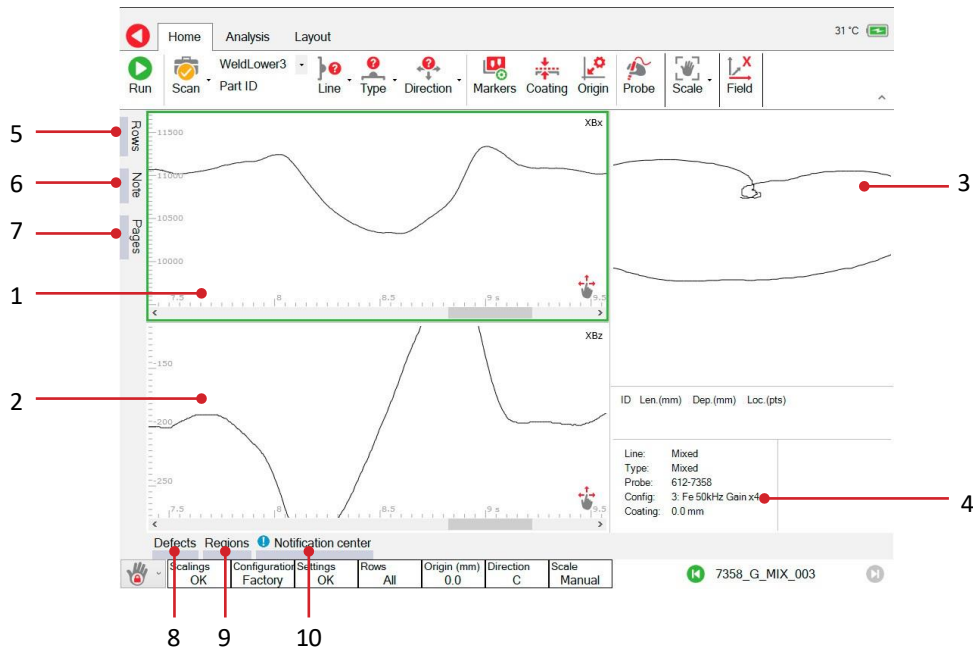 Home Analysis Layout 31 °C
WeldLower3
Part ID
Run Scan Line Type Direction Markers Coating Origin Probe Scale Field
X
5
Rows
6
Note
7
Pages
1
11500
11000
10500
10000
XBx
7.5 8 8.5 9 s 9.5
3
2
-150
-200
-250
XBz
7.5 8 8.5 9 s 9.5
ID Len.(mm) Dep.(mm) Loc.(pts)
Line: Mixed
Type: Mixed
Probe: 612-7358
Config: 3: Fe 50kHz Gain x4
Coating: 0.0 mm
4
Defects Regions Notification center
Scalings Configuration Settings Rows Origin (mm) Direction Scale
OK Factory OK All 0.0 C Manual
7358_G_MIX_003
8 9 10